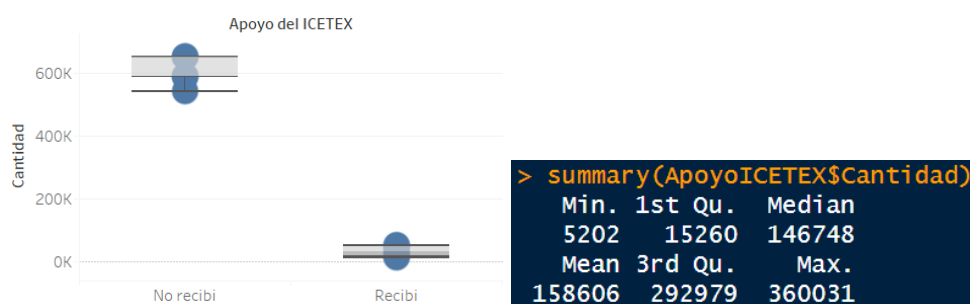 Apoyo del ICETEX
Cantidad
600K
400K
200K
0K
No recibi
Recibi
> summary(ApoyoICETEX$Cantidad)
Min. 1st Qu. Median
5202 15260 146748
Mean 3rd Qu. Max.
158606 292979 360031